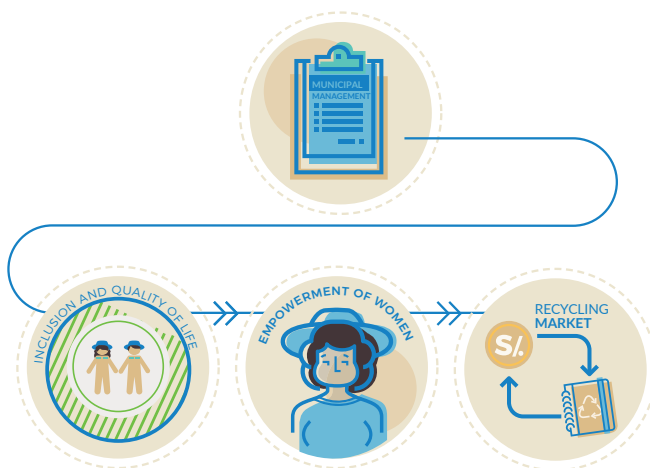 MUNICIPAL
MANAGEMENT
INCLUSION AND QUALITY OF LIFE
EMPOWERMENT OF WOMEN
RECYCLING
MARKET
S/.